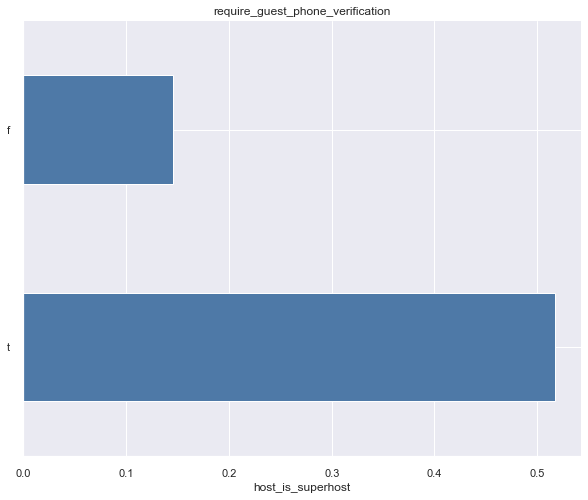 require_guest_phone_verification
f
t
0.0 0.1 0.2 0.3 0.4 0.5
host_is_superhost